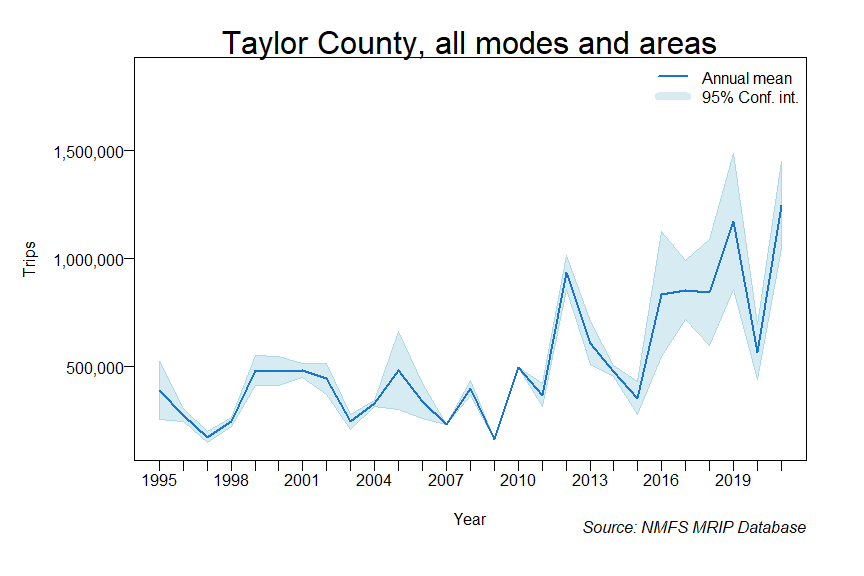 Taylor County, all modes and areas
Annual mean
95% Conf. int.
1,500,000
1,000,000
500,000
Trips
1995 1998 2001 2004 2007 2010 2013 2016 2019
Year
Source: NMFS MRIP Database